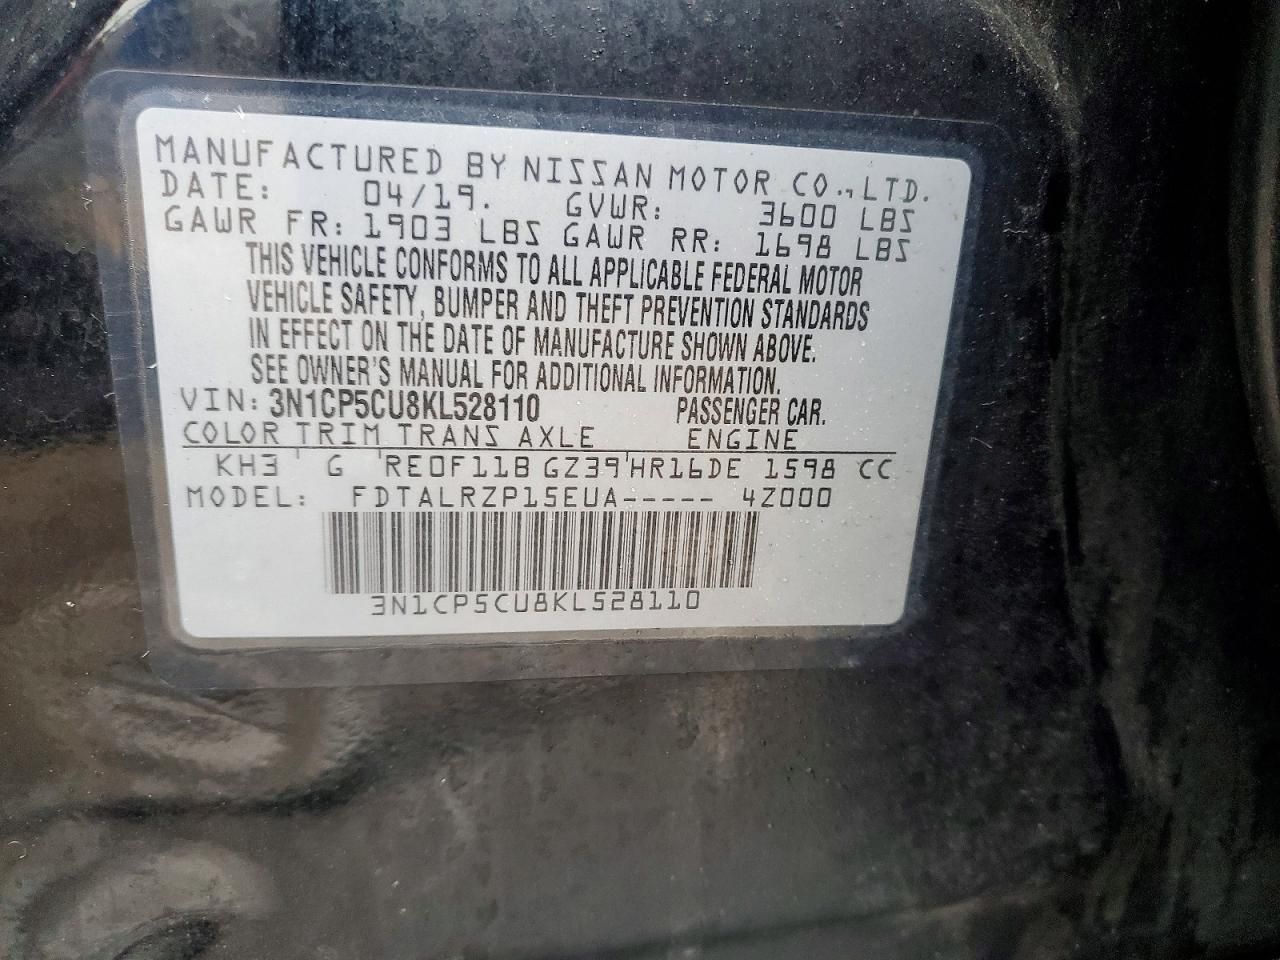 MANUFACTURED BY NISSAN MOTOR CO., LTD.
DATE: 04/19. GVWR: 3600 LBS
GAWR FR: 1903 LBS GAWR RR: 1698 LBS
THIS VEHICLE CONFORMS TO ALL APPLICABLE FEDERAL MOTOR
VEHICLE SAFETY, BUMPER AND THEFT PREVENTION STANDARDS
IN EFFECT ON THE DATE OF MANUFACTURE SHOWN ABOVE.
SEE OWNER'S MANUAL FOR ADDITIONAL INFORMATION.
VIN: 3N1CP5CU8KL528110 PASSENGER CAR.
COLOR TRIM TRANS AXLE ENGINE
KH3 ' G ' RE0F11B GZ39 ' HR16DE 1598 CC
MODEL: FDTALRZP15EUA----- 4Z000
3N1CP5CU8KL528110